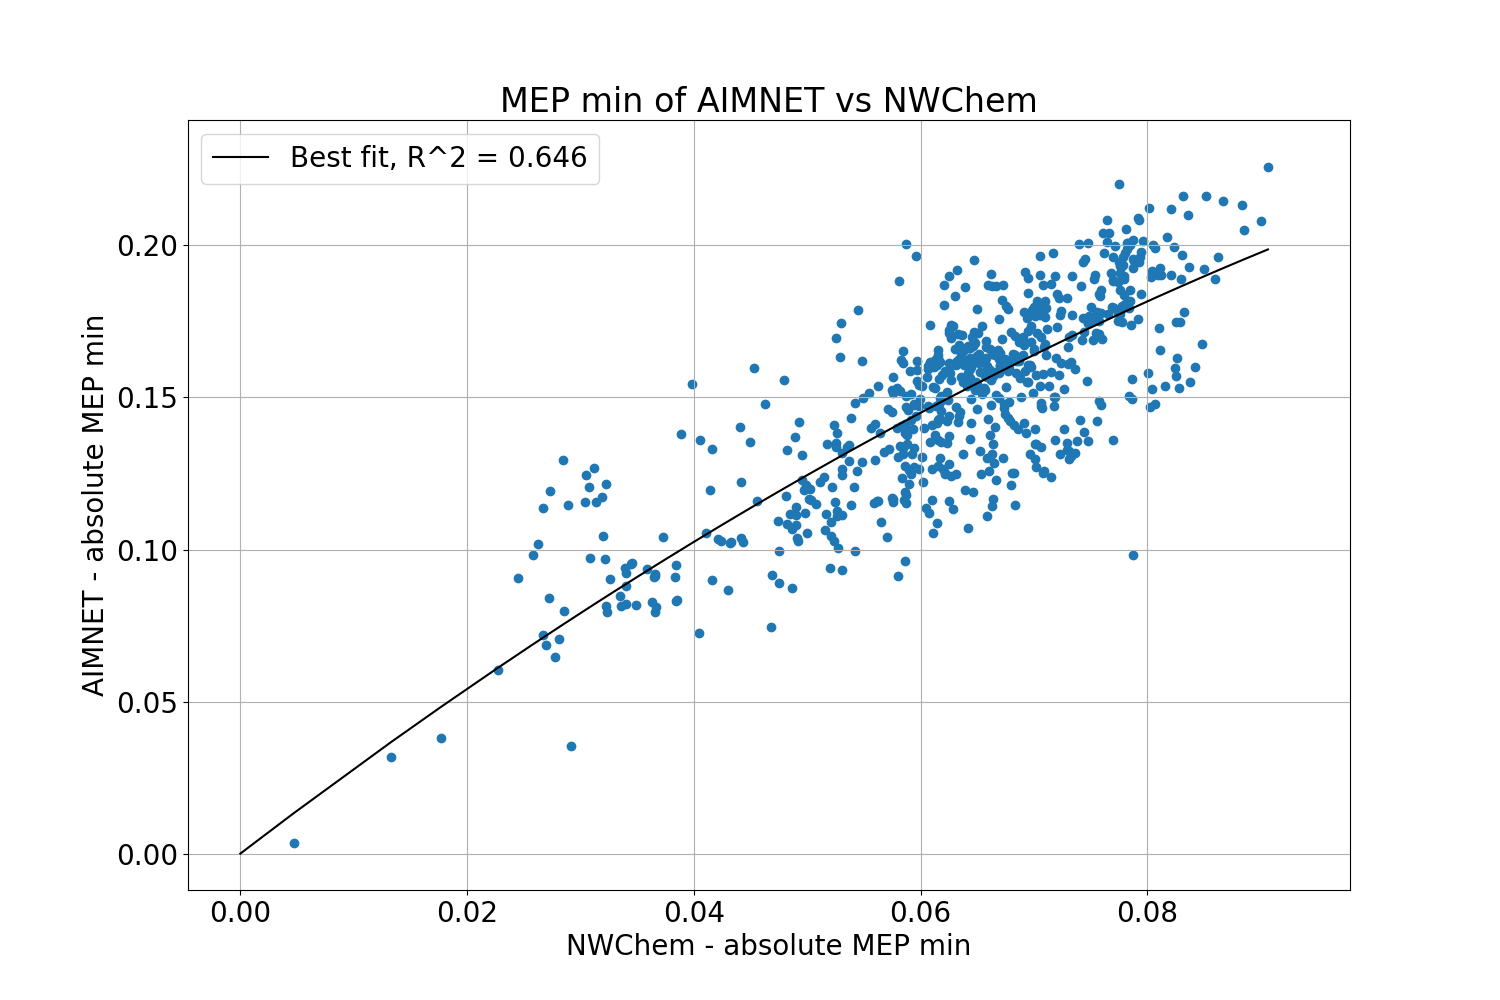 MEP min of AIMNET vs NWChem
Best fit, R^2 = 0.646
AIMNET - absolute MEP min
0.20
0.15
0.10
0.05
0.00
0.00 0.02 0.04 0.06 0.08
NWChem - absolute MEP min